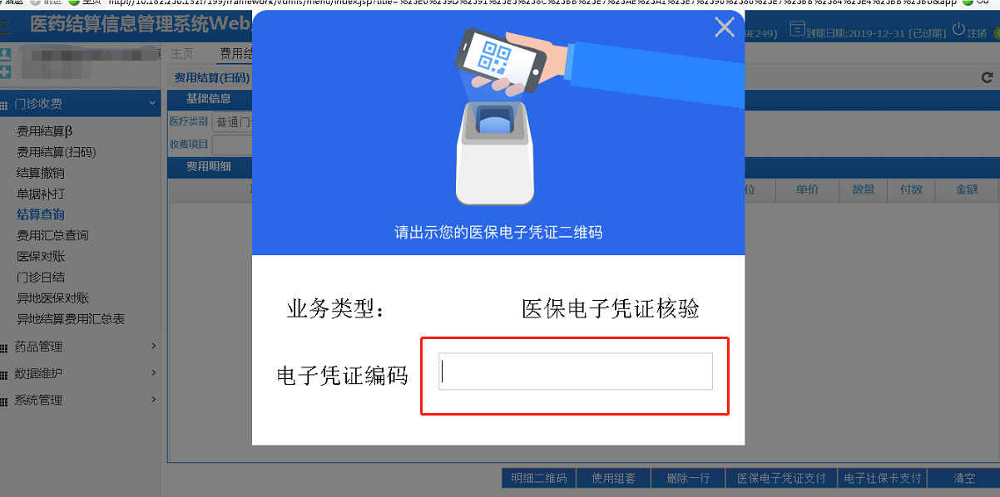 后退 前进 主页
医药结算信息管理系统Web
9E249) 到期日期:2019-12-31 [已过期] 注销
主页 费用结
费用结算(扫码)
门诊收费
费用结算β
费用结算(扫码)
结算撤销
单据补打
结算查询
费用汇总查询
医保对账
门诊日结
异地医保对账
异地结算费用汇总表
药品管理
数据维护
系统管理
基础信息
医疗类别 普通门
收费项目
费用明细
位 单价 数量 付数 金额
请出示您的医保电子凭证二维码
业务类型： 医保电子凭证核验
电子凭证编码
明细二维码 使用组套 删除一行 医保电子凭证支付 电子社保卡支付 清空